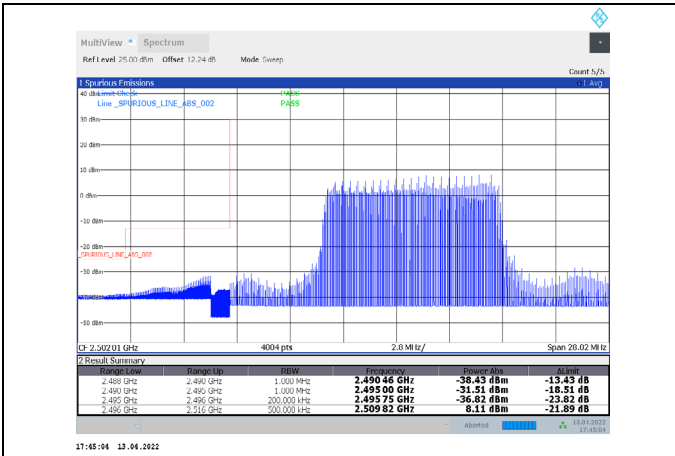 MultiView Spectrum
Ref Level 25.00 dBm Offset 12.24 dB Mode Sweep
Count 5/5
1 Spurious Emissions 1 Avg
40 dBm Limit Check PASS
Line _SPURIOUS_LINE_ABS_002 PASS
30 dBm
20 dBm
10 dBm
0 dBm
-10 dBm
-20 dBm
_SPURIOUS_LINE_ABS_002
-30 dBm
-50 dBm
CF 2.50201 GHz 4004 pts 2.8 MHz/ Span 28.02 MHz
2 Result Summary
Range Low Range Up RBW Frequency Power Abs ΔLimit
2.488 GHz 2.490 GHz 1.000 MHz 2.490 46 GHz -38.43 dBm -13.43 dB
2.490 GHz 2.495 GHz 1.000 MHz 2.495 00 GHz -31.51 dBm -18.51 dB
2.495 GHz 2.496 GHz 200.000 kHz 2.495 75 GHz -36.82 dBm -23.82 dB
2.496 GHz 2.516 GHz 500.000 kHz 2.509 82 GHz 8.11 dBm -21.89 dB
Aborted 13.04.2022
17:45:04
17:45:04 13.04.2022